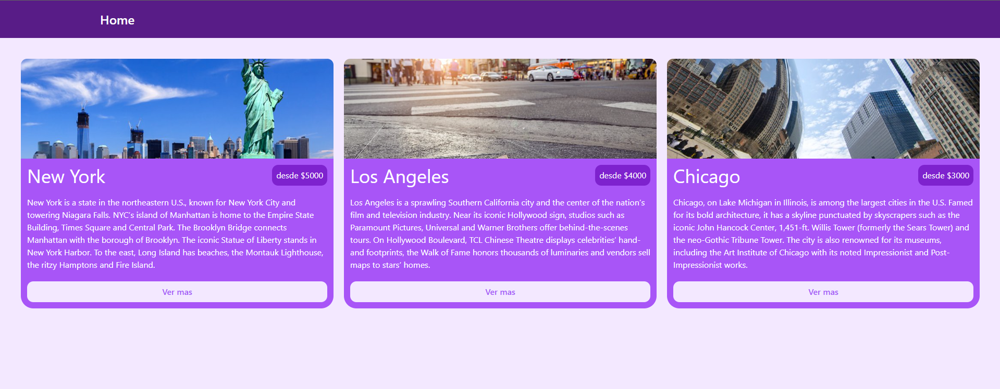 Home
New York
desde $5000
New York is a state in the northeastern U.S., known for New York City and
towering Niagara Falls. NYC’s island of Manhattan is home to the Empire State
Building, Times Square and Central Park. The Brooklyn Bridge connects
Manhattan with the borough of Brooklyn. The iconic Statue of Liberty stands in
New York Harbor. To the east, Long Island has beaches, the Montauk Lighthouse,
the ritzy Hamptons and Fire Island.
Ver mas
Los Angeles
desde $4000
Los Angeles is a sprawling Southern California city and the center of the nation’s
film and television industry. Near its iconic Hollywood sign, studios such as
Paramount Pictures, Universal and Warner Brothers offer behind-the-scenes
tours. On Hollywood Boulevard, TCL Chinese Theatre displays celebrities’ hand-
and footprints, the Walk of Fame honors thousands of luminaries and vendors sell
maps to stars’ homes.
Ver mas
Chicago
desde $3000
Chicago, on Lake Michigan in Illinois, is among the largest cities in the U.S. Famed
for its bold architecture, it has a skyline punctuated by skyscrapers such as the
iconic John Hancock Center, 1,451-ft. Willis Tower (formerly the Sears Tower) and
the neo-Gothic Tribune Tower. The city is also renowned for its museums,
including the Art Institute of Chicago with its noted Impressionist and Post-
Impressionist works.
Ver mas